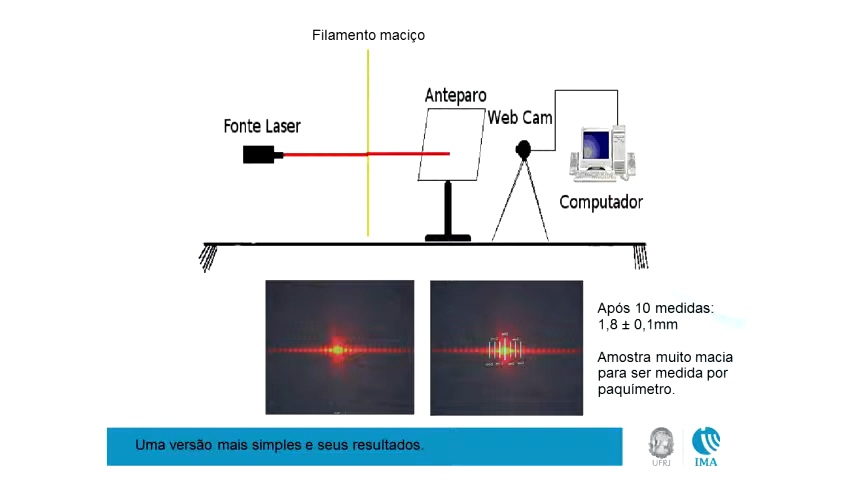 Filamento maciço
Anteparo
Web Cam
Fonte Laser
Computador
Após 10 medidas:
1,8 ± 0,1mm
Amostra muito macia
para ser medida por
paquímetro.
Uma versão mais simples e seus resultados.
UFRJ
IMA